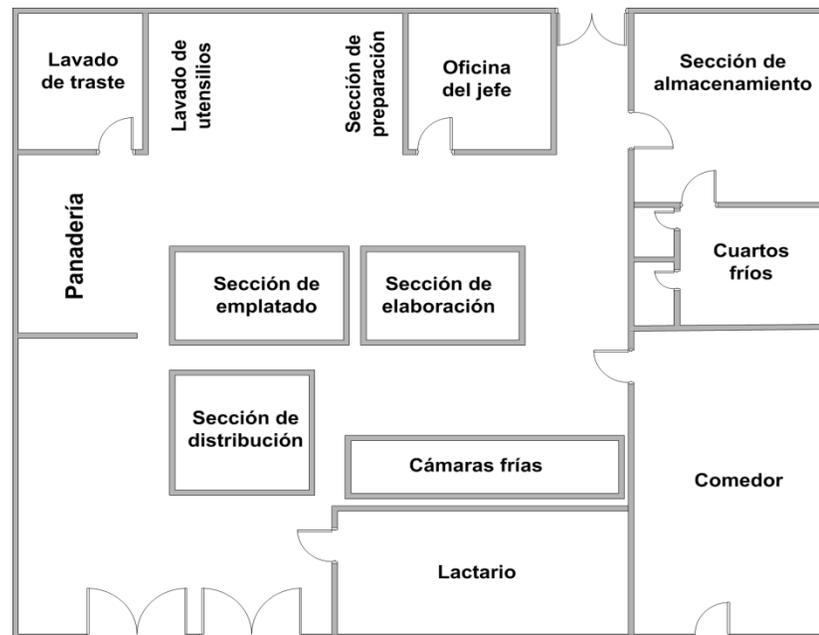 Lavado
de traste
Lavado de
utensilios
Sección de
preparación
Oficina
del jefe
Sección de
almacenamiento
Panadería
Sección de
emplatado
Sección de
elaboración
Cuartos
fríos
Sección de
distribución
Cámaras frías
Comedor
Lactario